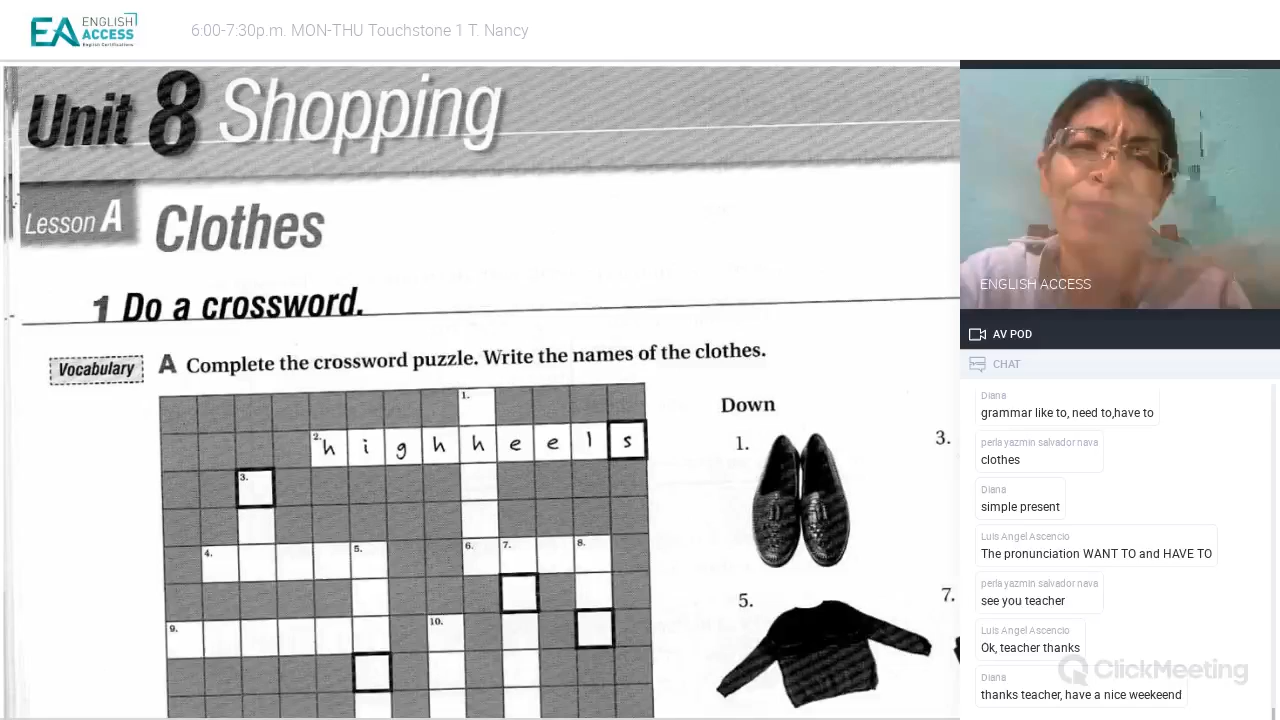 EA ENGLISH ACCESS
English Certifications
6:00-7:30p.m. MON-THU Touchstone 1 T. Nancy
Unit 8 Shopping
Lesson A Clothes
1 Do a crossword.
Vocabulary A Complete the crossword puzzle. Write the names of the clothes.
1.
2. h i g h h e e l s
3.
4. 5. 6. 7. 8.
9. 10.
Down
1. 3.
5. 7.
ENGLISH ACCESS
AV POD
CHAT
Diana
grammar like to, need to,have to
perla yazmin salvador nava
clothes
Diana
simple present
Luis Angel Ascencio
The pronunciation WANT TO and HAVE TO
perla yazmin salvador nava
see you teacher
Luis Angel Ascencio
Ok, teacher thanks
ClickMeeting
Diana
thanks teacher, have a nice weekeend